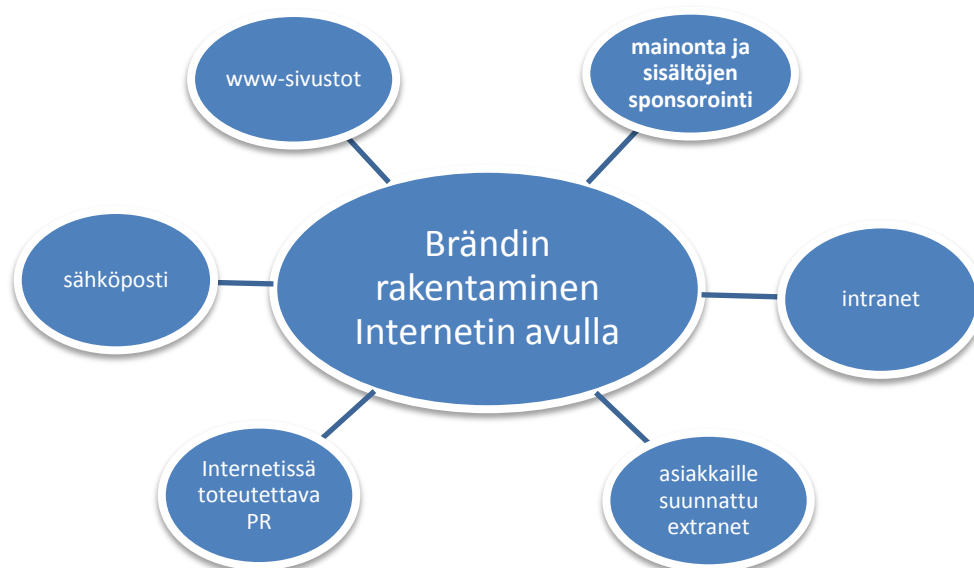 www-sivustot
mainonta ja
sisältöjen
sponsorointi
Brändin
rakentaminen
Internetin avulla
sähköposti
intranet
Internetissä
toteutettava
PR
asiakkaille
suunnattu
extranet